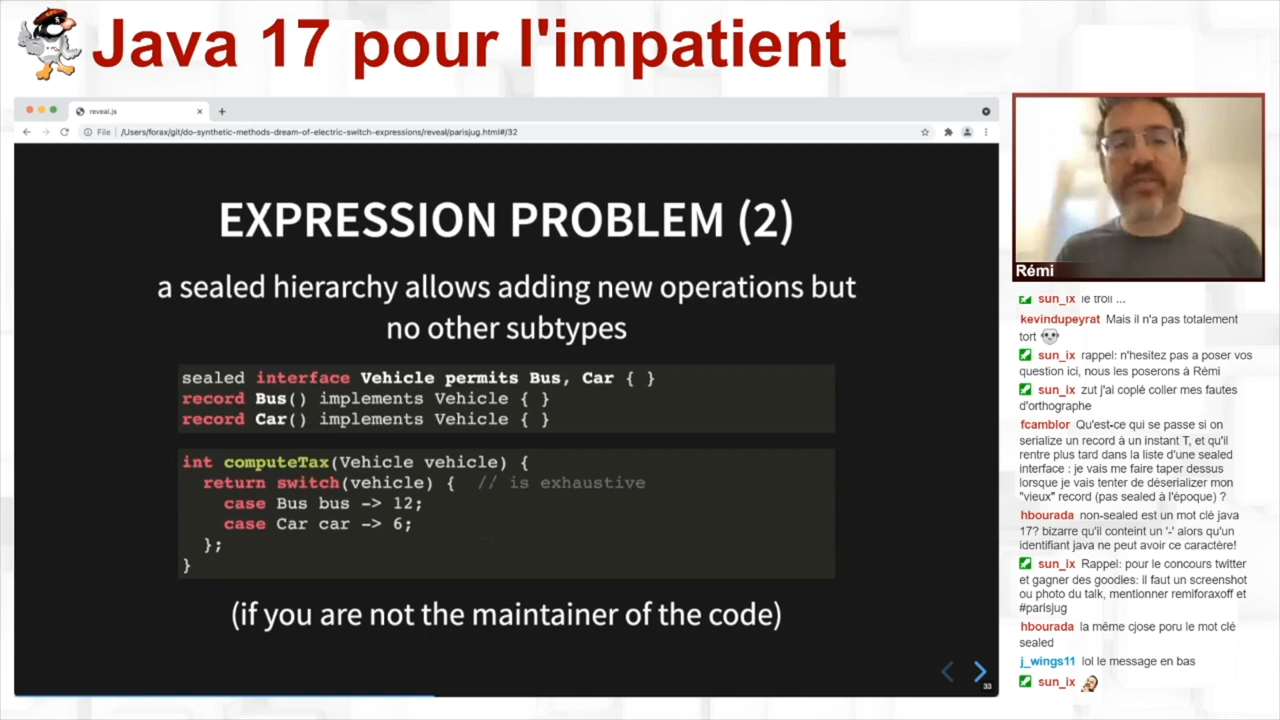 Java 17 pour l'impatient
reveal.js
File
/Users/forax/git/do-synthetic-methods-dream-of-electric-switch-expressions/reveal/parisjug.html#/32
EXPRESSION PROBLEM (2)
a sealed hierarchy allows adding new operations but
no other subtypes
sealed interface Vehicle permits Bus, Car { }
record Bus() implements Vehicle { }
record Car() implements Vehicle { }
int computeTax(Vehicle vehicle) {
return switch(vehicle) { // is exhaustive
case Bus bus -> 12;
case Car car -> 6;
};
}
(if you are not the maintainer of the code)
33
Rémi
sun_ix le troll ...
kevindupeyrat Mais il n'a pas totalement
tort
sun_ix rappel: n'hesitez pas a poser vos
question ici, nous les poserons à Rémi
sun_ix zut j'ai copié coller mes fautes
d'orthographe
fcamblor Qu'est-ce qui se passe si on
serialize un record à un instant T, et qu'il
rentre plus tard dans la liste d'une sealed
interface : je vais me faire taper dessus
lorsque je vais tenter de déserializer mon
"vieux" record (pas sealed à l'époque) ?
hbourada non-sealed est un mot clé java
17? bizarre qu'il conteint un '-' alors qu'un
identifiant java ne peut avoir ce caractère!
sun_ix Rappel: pour le concours twitter
et gagner des goodies: il faut un screenshot
ou photo du talk, mentionner remiforaxoff et
#parisjug
hbourada la même cjose poru le mot clé
sealed
j_wings11 lol le message en bas
sun_ix